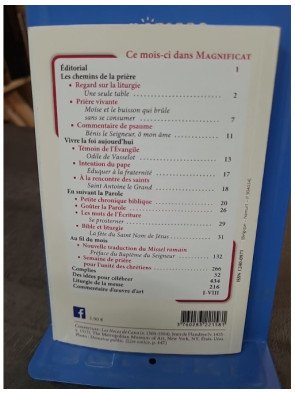 Ce mois-ci dans MAGNIFICAT
Éditorial 1
Les chemins de la prière
• Regard sur la liturgie
Une seule table 2
• Prière vivante
Moïse et le buisson qui brûle
sans se consumer 7
• Commentaire de psaume
Bénis le Seigneur, ô mon âme 11
Vivre la foi aujourd'hui
• Témoin de l'Évangile
Odile de Vasselot 13
• Intention du pape
Éduquer à la fraternité 17
• À la rencontre des saints
Saint Antoine le Grand 18
En suivant la Parole
• Petite chronique biblique 20
• Goûter la Parole 26
• Les mots de l'Écriture
Se prosterner 29
• Bible et liturgie
La fête du Saint Nom de Jésus 31
Au fil du mois
• Nouvelle traduction du Missel romain
Préface du Baptême du Seigneur 132
• Semaine de prière
pour l'unité des chrétiens 266
Complies 32
Des idées pour célébrer 434
Liturgie de la messe 216
Commentaire d'œuvre d'art I-VIII
f